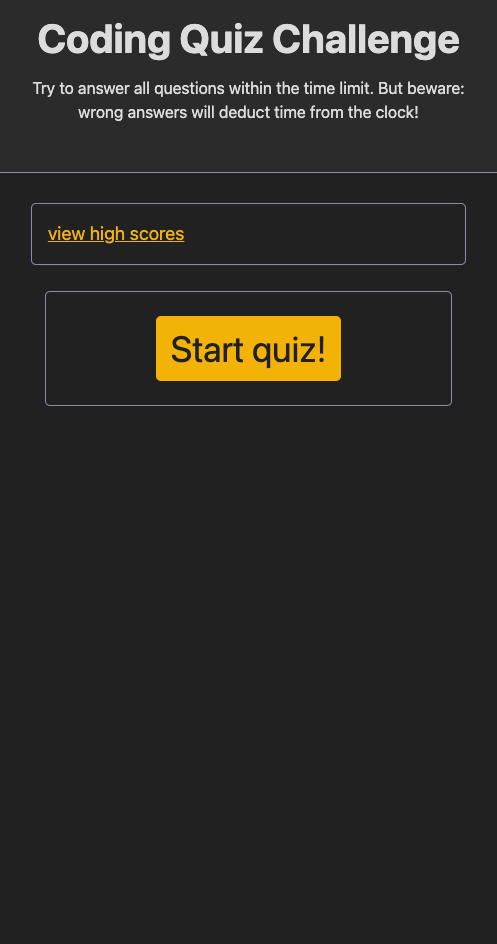 Coding Quiz Challenge
Try to answer all questions within the time limit. But beware:
wrong answers will deduct time from the clock!
view high scores
Start quiz!